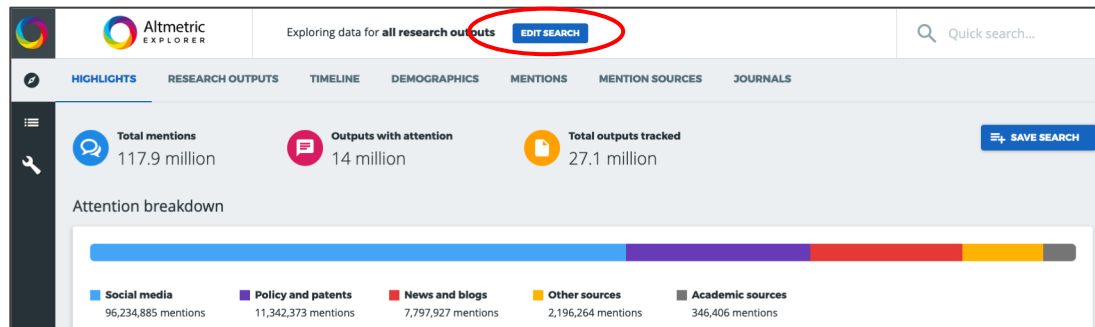 Altmetric
EXPLORER
Exploring data for all research outputs
EDIT SEARCH
Quick search...
HIGHLIGHTS RESEARCH OUTPUTS TIMELINE DEMOGRAPHICS MENTIONS MENTION SOURCES JOURNALS
Total mentions
117.9 million
Outputs with attention
14 million
Total outputs tracked
27.1 million
SAVE SEARCH
Attention breakdown
Social media
96,234,885 mentions
Policy and patents
11,342,373 mentions
News and blogs
7,797,927 mentions
Other sources
2,196,264 mentions
Academic sources
346,406 mentions